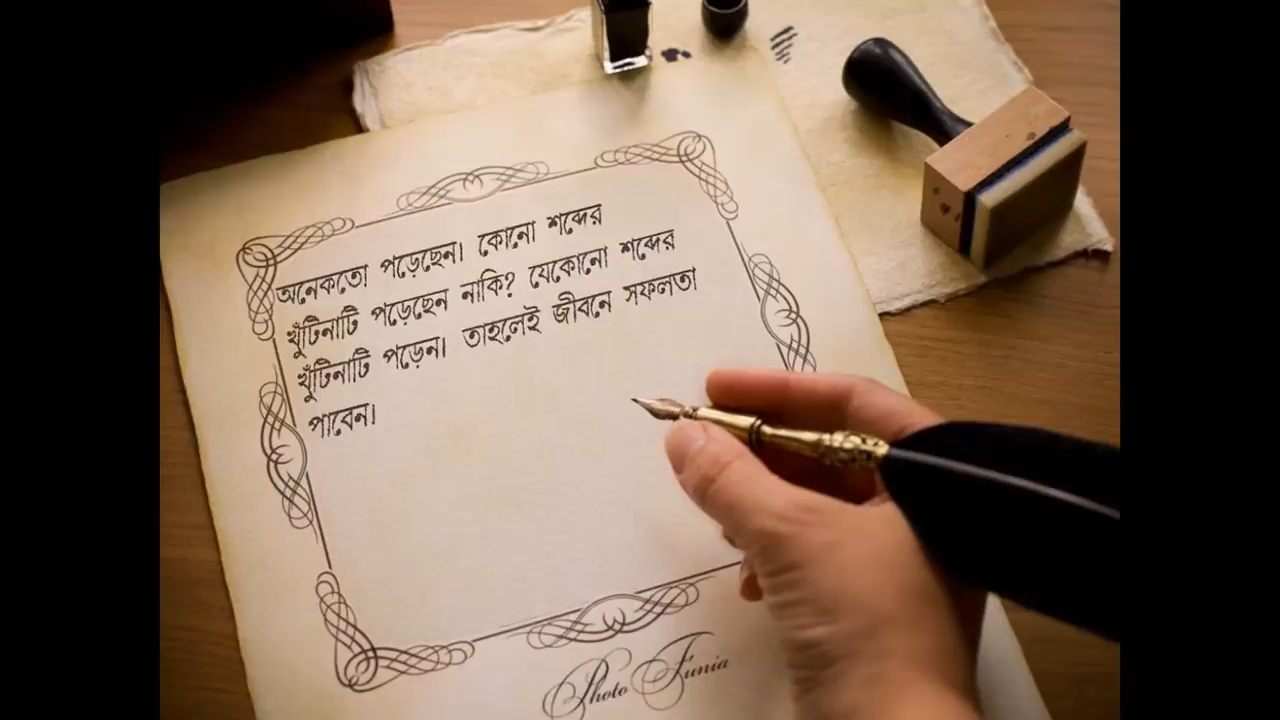 অনেকতো পড়েছেন। কোনো শব্দের
খুঁটিনাটি পড়েছেন নাকি? যেকোনো শব্দের
খুঁটিনাটি পড়েন। তাহলেই জীবনে সফলতা
পাবেন।
Photo Funia